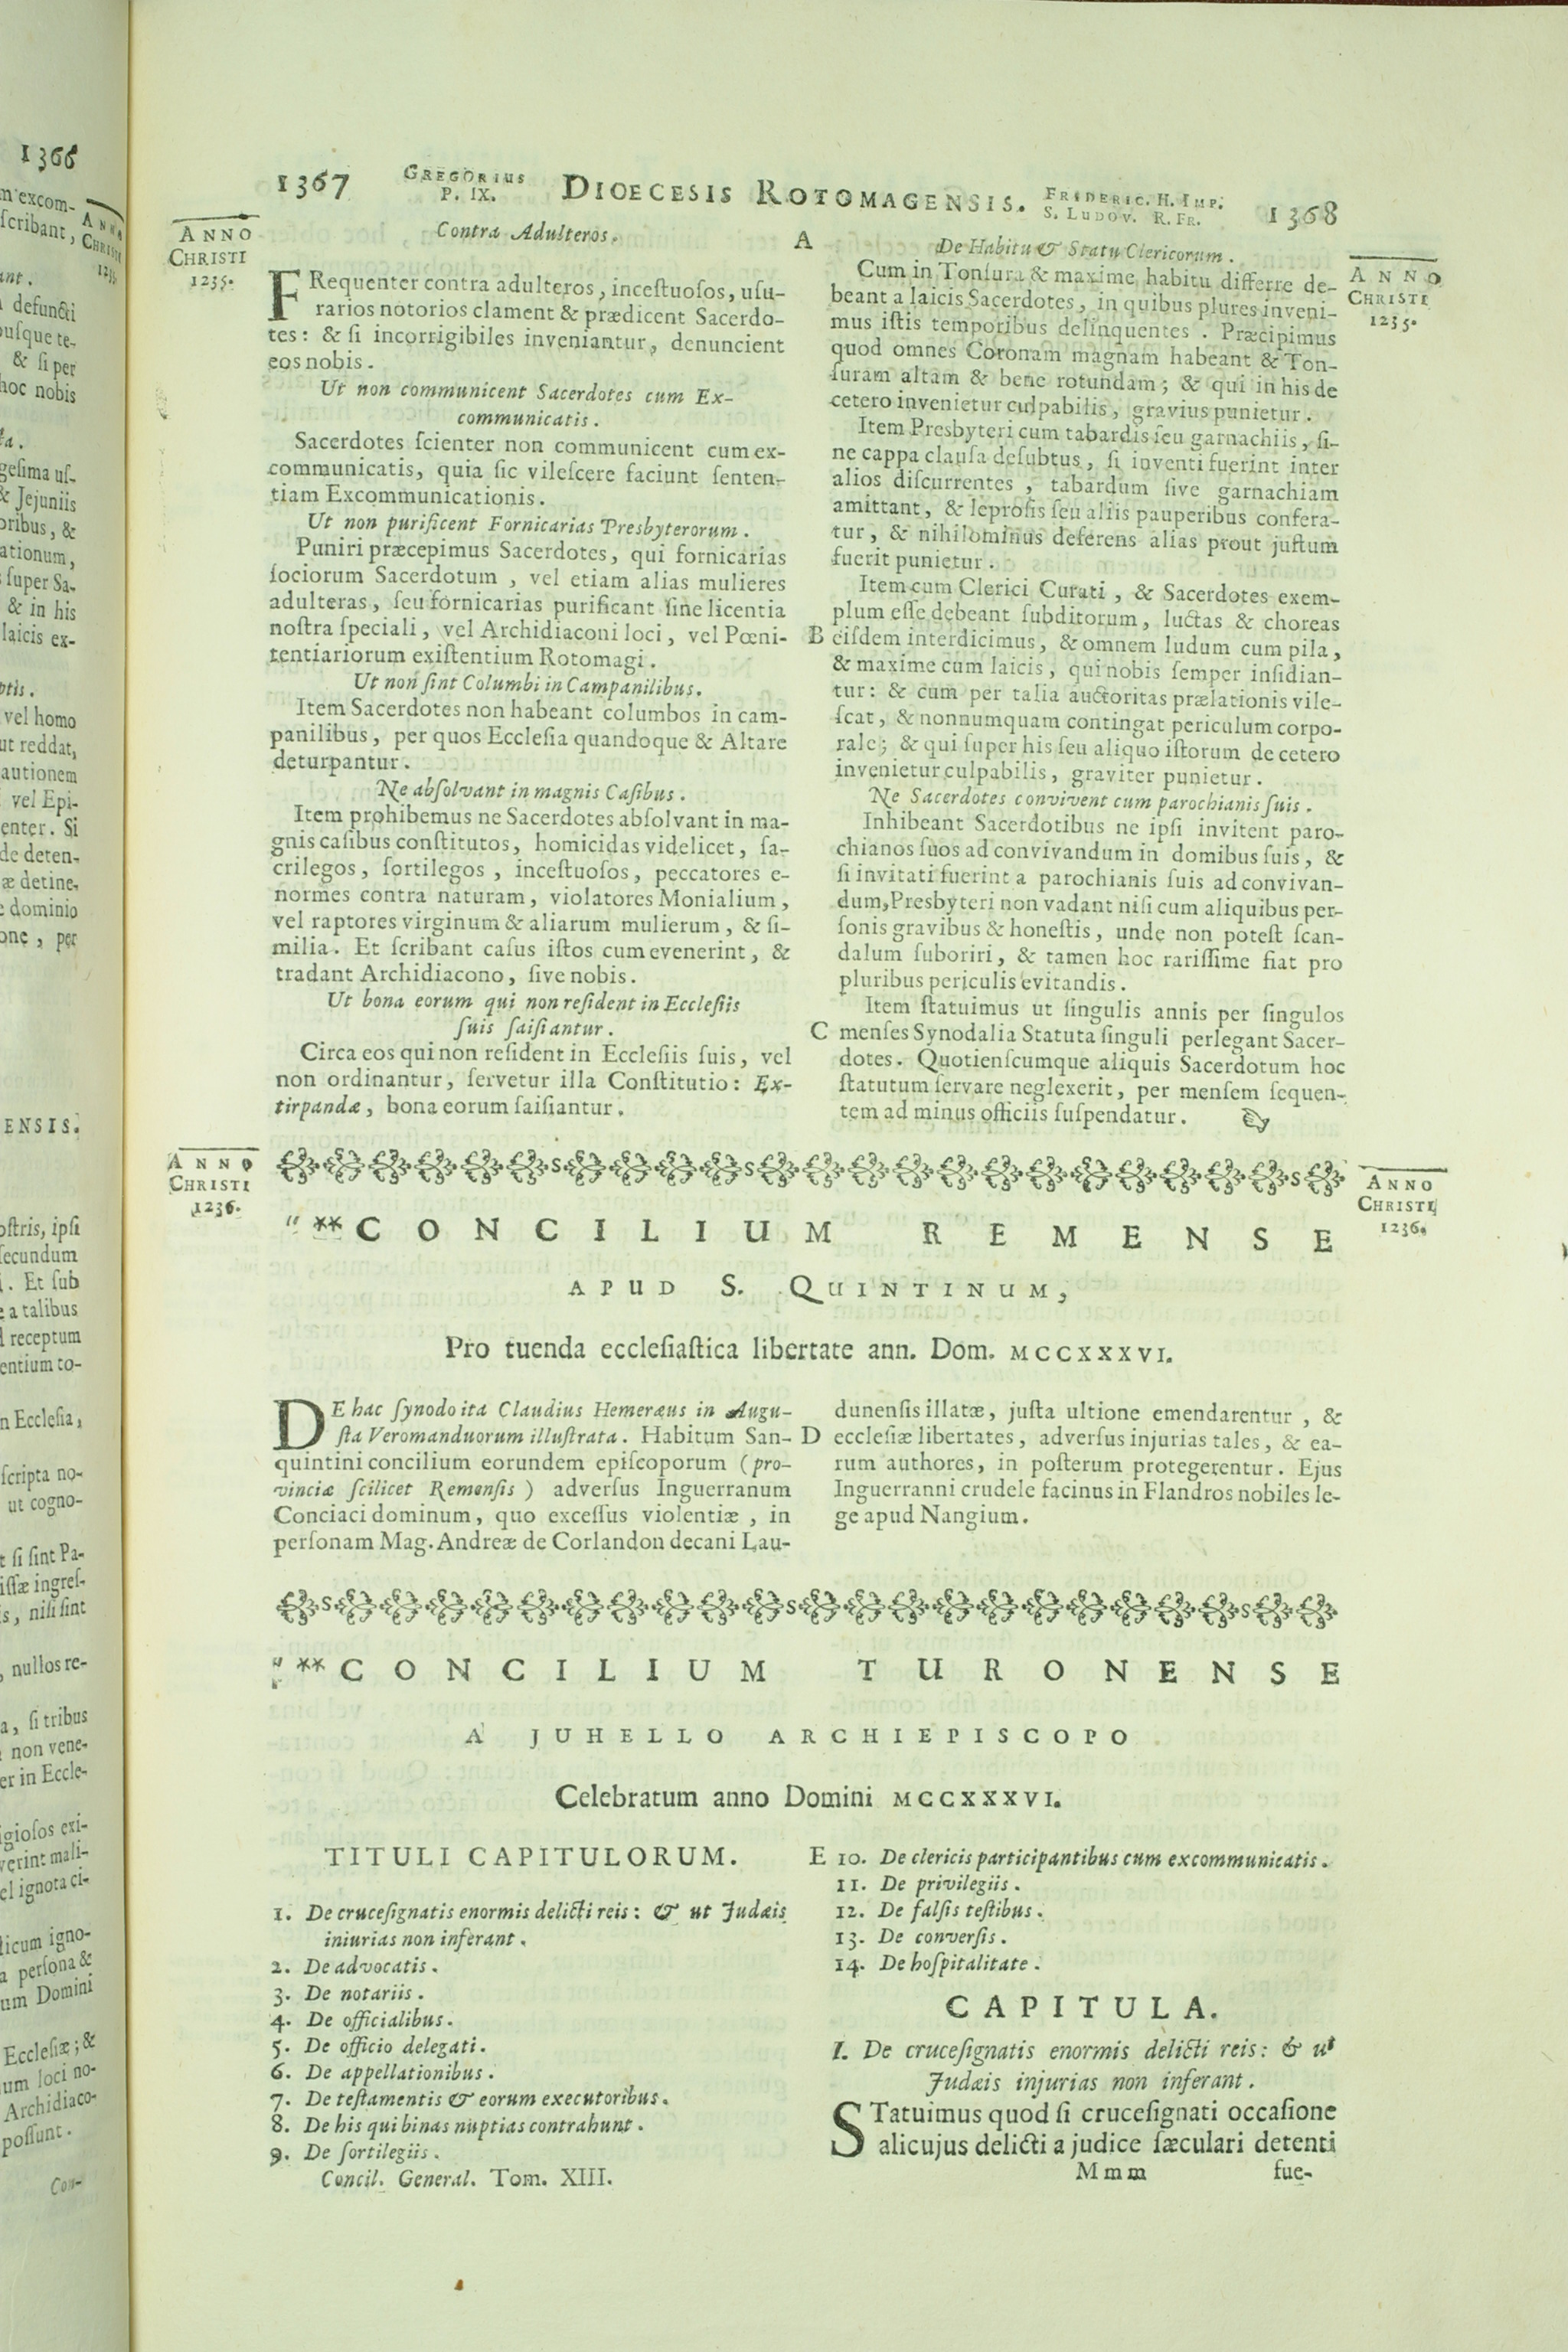 1367 GREGORIUS P. IX. DIOECESIS ROTOMAGENSIS. FRIDERIC. H. IMP. S. LUDOV. R. FR. 1368
ANNO
CHRISTI
1235.
Contra Adulteros.
FRequenter contra adulteros, incestuosos, usu-
rarios notorios clament & prædicent Sacerdo-
tes: & si incorrigibiles inveniantur, denuncient
eos nobis.
Ut non communicent Sacerdotes cum Ex-
communicatis.
Sacerdotes scienter non communicent cum ex-
communicatis, quia sic vilescere faciunt senten-
tiam Excommunicationis.
Ut non purificent Fornicarias Presbyterorum.
Puniri præcepimus Sacerdotes, qui fornicarias
sociorum Sacerdotum, vel etiam alias mulieres
adulteras, seu fornicarias purificant sine licentia
nostra speciali, vel Archidiaconi loci, vel Pœni-
tentiariorum existentium Rotomagi.
Ut non sint Columbi in Campanilibus.
Item Sacerdotes non habeant columbos in cam-
panilibus, per quos Ecclesia quandoque & Altare
deturpantur.
Ne absolvant in magnis Casibus.
Item prohibemus ne Sacerdotes absolvant in ma-
gnis casibus constitutos, homicidas videlicet, sa-
crilegos, sortilegos, incestuosos, peccatores e-
normes contra naturam, violatores Monialium,
vel raptores virginum & aliarum mulierum, & si-
milia. Et scribant casus istos cum evenerint, &
tradant Archidiacono, sive nobis.
Ut bona eorum qui non resident in Ecclesiis
suis saisiantur.
Circa eos qui non resident in Ecclesiis suis, vel
non ordinantur, servetur illa Constitutio: Ex-
tirpandæ, bona eorum saisiantur.
A
De Habitu & Statu Clericorum.
ANNO
CHRISTI
1235.
Cum in Tonsura & maxime habitu differre de-
beant a laicis Sacerdotes, in quibus plures inveni-
mus istis temporibus delinquentes: Præcipimus
quod omnes Coronam magnam habeant & Ton-
suram altam & bene rotundam; & qui in his de
cetero invenietur culpabilis, gravius punietur.
Item Presbyteri cum tabardis seu garnachiis, si-
ne cappa clausa desubtus, si inventi fuerint inter
alios discurrentes, tabardum sive garnachiam
amittant, & leprosis seu aliis pauperibus confera-
tur, & nihilominus deferens alias prout justum
fuerit punietur.
Item cum Clerici Curati, & Sacerdotes exem-
plum esse debeant subditorum, luctas & choreas
B eisdem interdicimus, & omnem ludum cum pila,
& maxime cum laicis, qui nobis semper insidian-
tur: & cum per talia auctoritas prælationis vile-
scat, & nonnumquam contingat periculum corpo-
rale; & qui super his seu aliquo istorum de cetero
invenietur culpabilis, graviter punietur.
Ne Sacerdotes convivent cum parochianis suis.
Inhibeant Sacerdotibus ne ipsi invitent paro-
chianos suos ad convivandum in domibus suis, &
si invitati fuerint a parochianis suis ad convivan-
dum, Presbyteri non vadant nisi cum aliquibus per-
sonis gravibus & honestis, unde non potest scan-
dalum suboriri, & tamen hoc rarissime fiat pro
pluribus periculis evitandis.
Item statuimus ut singulis annis per singulos
C menses Synodalia Statuta singuli perlegant Sacer-
dotes. Quotienscumque aliquis Sacerdotum hoc
statutum servare neglexerit, per mensem sequen-
tem ad minus officiis suspendatur.
ANNO
CHRISTI
1236.
ANNO
CHRISTI
1236.
" ** CONCILIUM REMENSE
APUD S. QUINTINUM,
Pro tuenda ecclesiastica libertate ann. Dom. MCCXXXVI.
DE hac synodo ita Claudius Hemeræus in Augu-
sta Veromanduorum illustrata. Habitum San-
quintini concilium eorundem episcoporum (pro-
vinciæ scilicet Remensis) adversus Inguerranum
Conciaci dominum, quo excessus violentiæ, in
personam Mag. Andreæ de Corlandon decani Lau-
dunensis illatæ, justa ultione emendarentur, &
D ecclesiæ libertates, adversus injurias tales, & ea-
rum authores, in posterum protegerentur. Ejus
Inguerranni crudele facinus in Flandros nobiles le-
ge apud Nangium.
" ** CONCILIUM TURONENSE
A JUHELLO ARCHIEPISCOPO
Celebratum anno Domini MCCXXXVI.
TITULI CAPITULORUM.
1. De crucesignatis enormis delicti reis: & ut Judæis
iniurias non inferant.
2. De advocatis.
3. De notariis.
4. De officialibus.
5. De officio delegati.
6. De appellationibus.
7. De testamentis & eorum executoribus.
8. De his qui binas nuptias contrahunt.
9. De sortilegiis.
E 10. De clericis participantibus cum excommunicatis.
11. De privilegiis.
12. De falsis testibus.
13. De conversis.
14. De hospitalitate.
CAPITULA.
I. De crucesignatis enormis delicti reis: & ut
Judæis injurias non inferant.
STatuimus quod si crucesignati occasione
alicujus delicti a judice sæculari detenti
Concil. General. Tom. XIII.
Mmm
fue-
1366